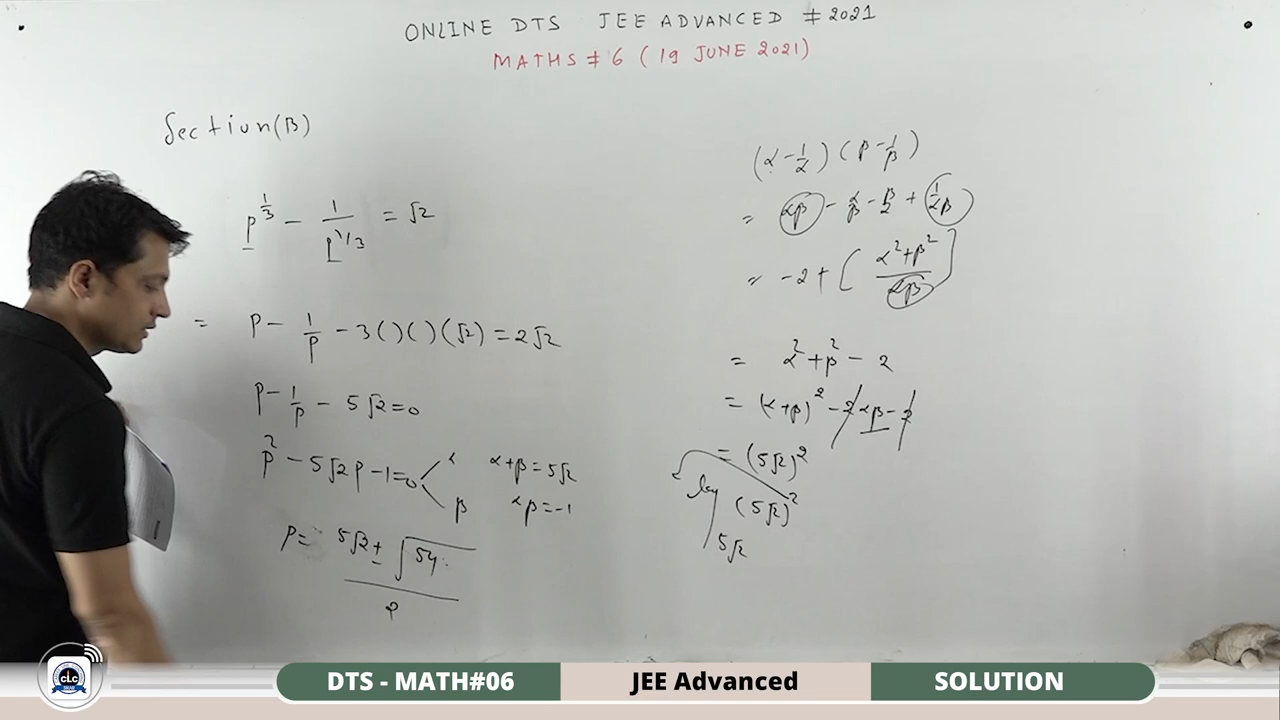 ONLINE DTS JEE ADVANCED # 2021
MATHS # 6 ( 19 JUNE 2021)
Section(B)
p^{1/3} - 1/p^{1/3} = √2
= p - 1/p - 3( )( )(√2) = 2√2
p - 1/p - 5√2 = 0
p² - 5√2p - 1 = 0 < α β
α+β = 5√2
αβ = -1
p = (5√2 ± √54)/2
(α - 1/α)(β - 1/β)
= αβ - α/β - β/α + 1/αβ
= -2 + [(α²+β²)/αβ]
= α² + β² - 2
= (α+β)² - 2αβ - 2
= (5√2)²
log (5√2)²
5√2
CLC
SIKAR
DTS - MATH#06
JEE Advanced
SOLUTION